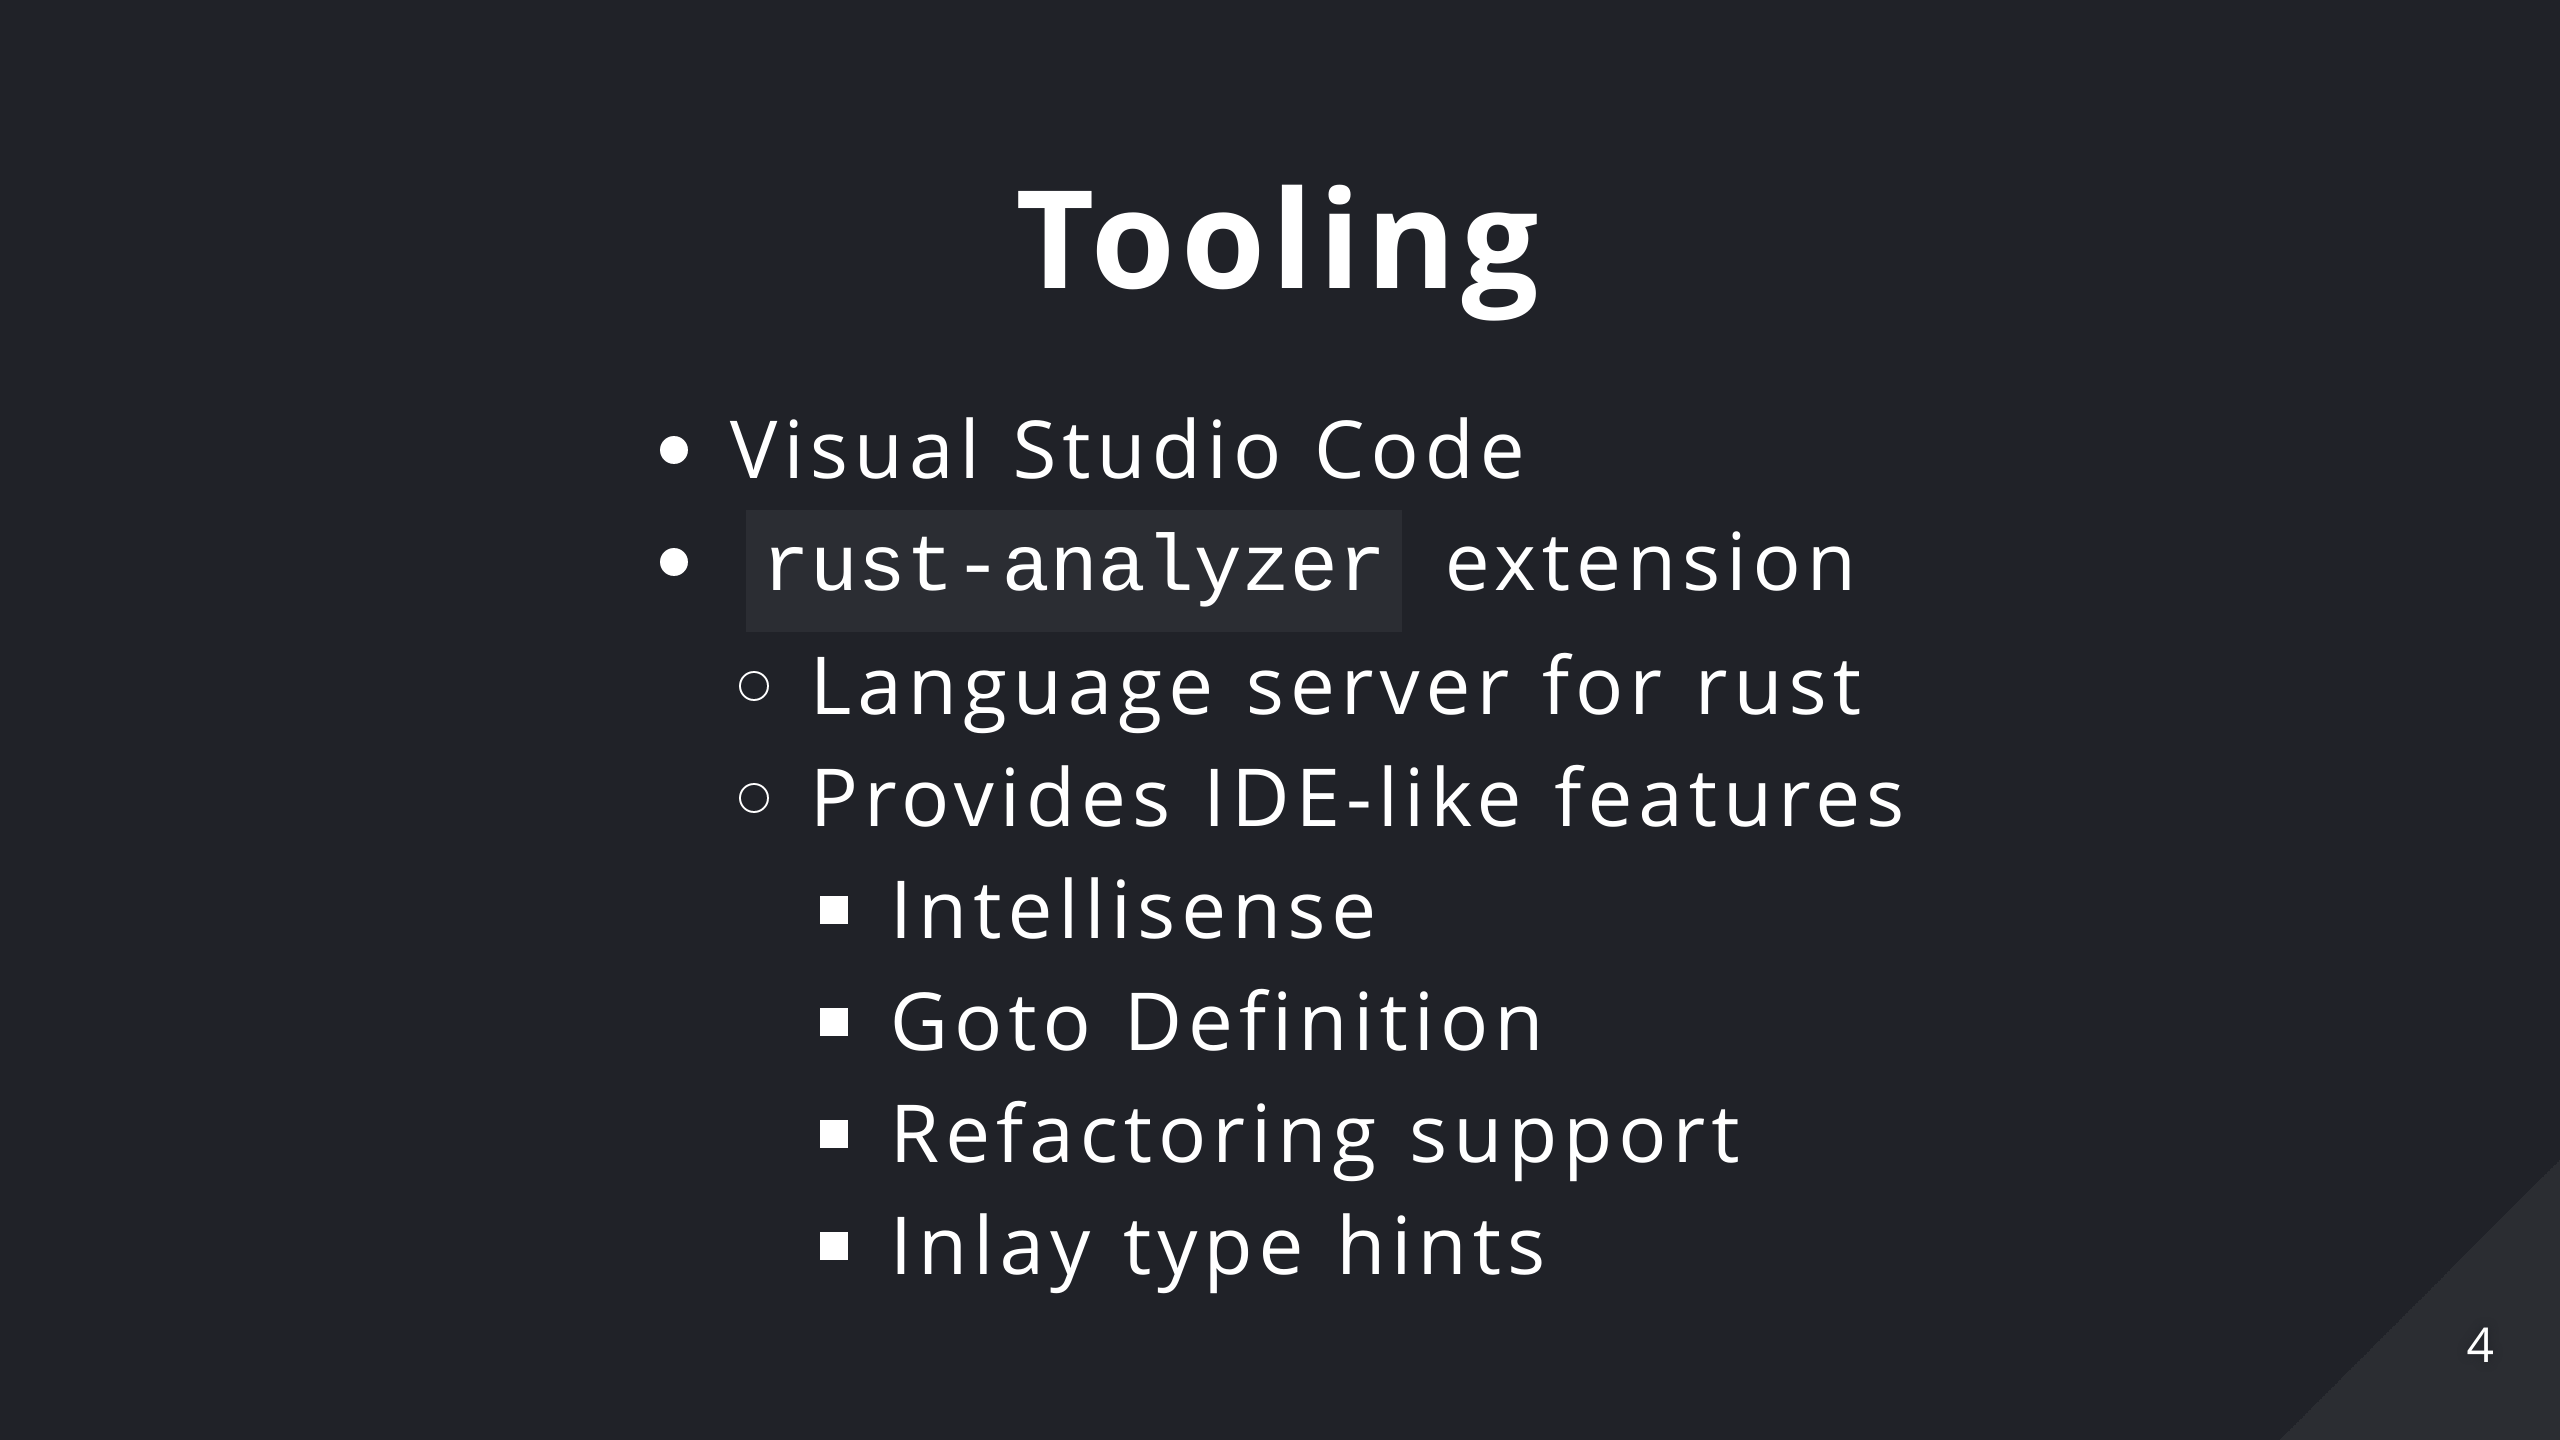 Tooling
Visual Studio Code
rust-analyzer extension
Language server for rust
Provides IDE-like features
Intellisense
Goto Definition
Refactoring support
Inlay type hints
4